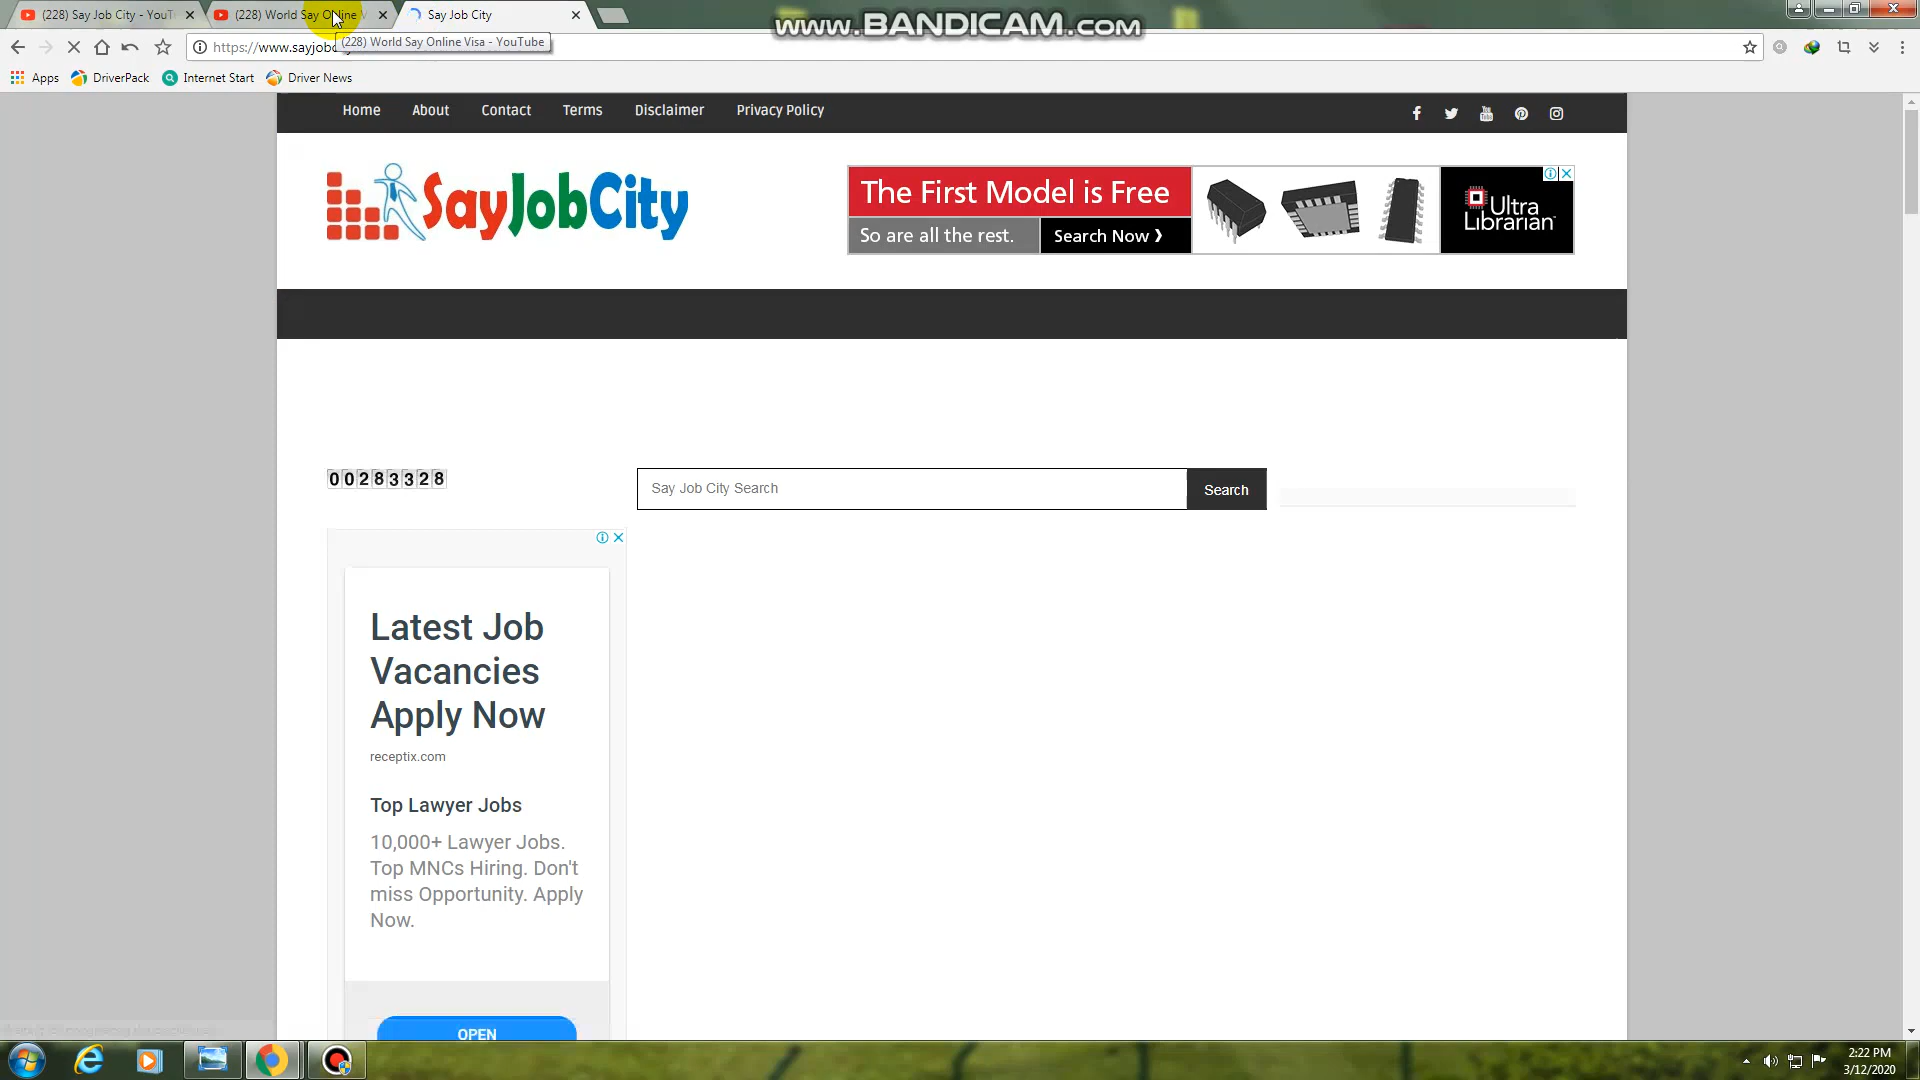 (228) Say Job City - YouT
(228) World Say Online V
Say Job City
www.BANDICAM.com
https://www.sayjob
(228) World Say Online Visa - YouTube
Apps
DriverPack
Internet Start
Driver News
Home
About
Contact
Terms
Disclaimer
Privacy Policy
SayJobCity
The First Model is Free
So are all the rest.
Search Now ❯
Ultra
Librarian
0028 3328
Say Job City Search
Search
Latest Job
Vacancies
Apply Now
receptix.com
Top Lawyer Jobs
10,000+ Lawyer Jobs.
Top MNCs Hiring. Don't
miss Opportunity. Apply
Now.
OPEN
2:22 PM
3/12/2020